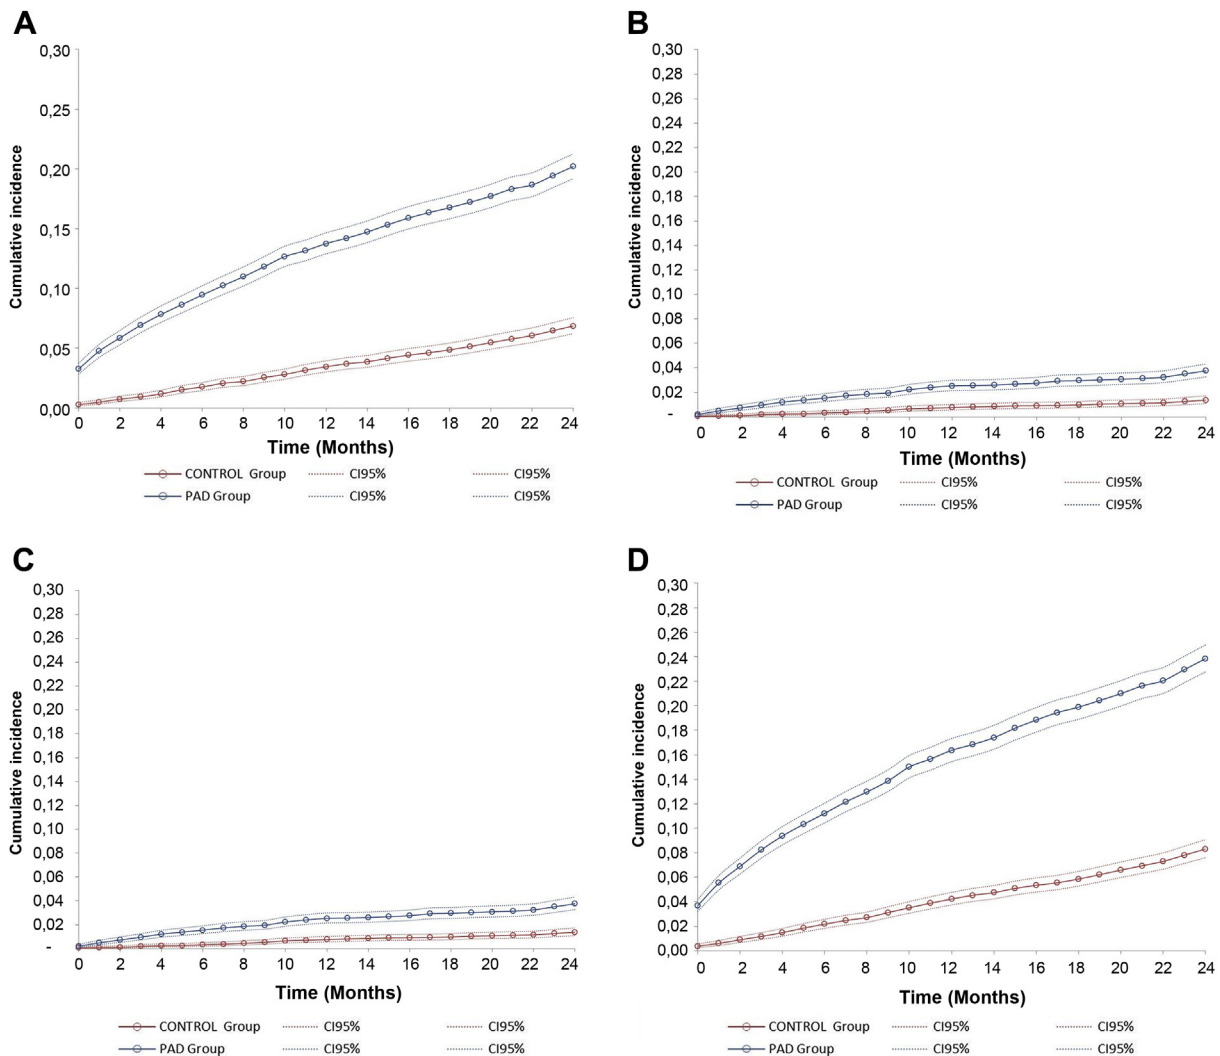 A
0,30
0,25
0,20
0,15
0,10
0,05
0,00
Cumulative incidence
0 2 4 6 8 10 12 14 16 18 20 22 24
Time (Months)
CONTROL Group CI95% CI95%
PAD Group CI95% CI95%
B
0,30
0,28
0,26
0,24
0,22
0,20
0,18
0,16
0,14
0,12
0,10
0,08
0,06
0,04
0,02
-
Cumulative incidence
0 2 4 6 8 10 12 14 16 18 20 22 24
Time (Months)
CONTROL Group CI95% CI95%
PAD Group CI95% CI95%
C
0,30
0,28
0,26
0,24
0,22
0,20
0,18
0,16
0,14
0,12
0,10
0,08
0,06
0,04
0,02
-
Cumulative incidence
0 2 4 6 8 10 12 14 16 18 20 22 24
Time (Months)
CONTROL Group CI95% CI95%
PAD Group CI95% CI95%
D
0,30
0,28
0,26
0,24
0,22
0,20
0,18
0,16
0,14
0,12
0,10
0,08
0,06
0,04
0,02
0,00
Cumulative incidence
0 2 4 6 8 10 12 14 16 18 20 22 24
Time (Months)
CONTROL Group CI95% CI95%
PAD Group CI95% CI95%